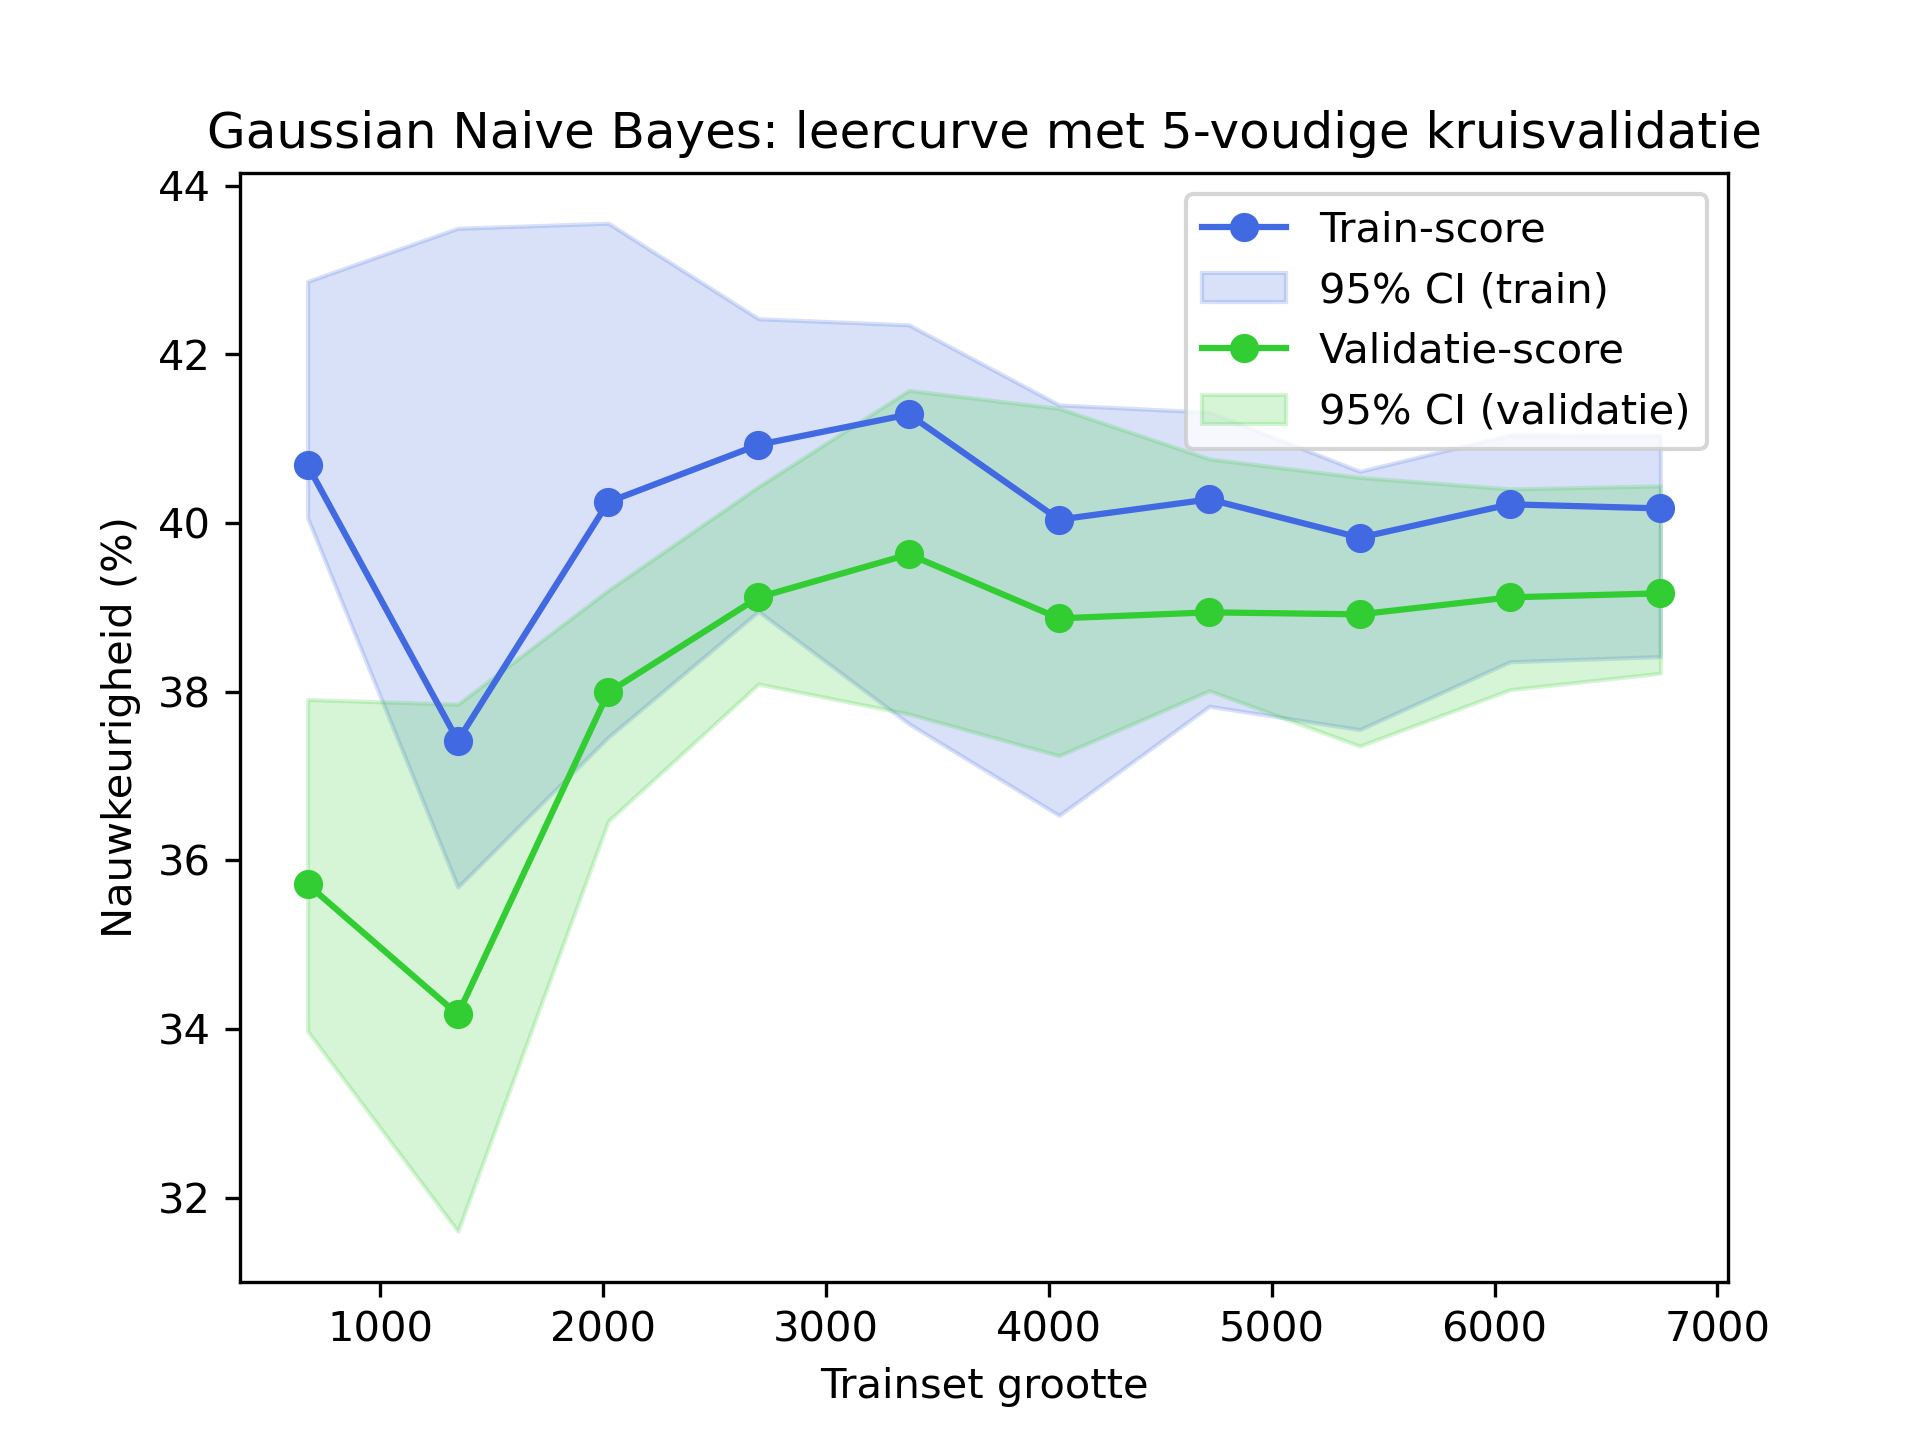 Gaussian Naive Bayes: leercurve met 5-voudige kruisvalidatie
44
42
40
38
36
34
32
Nauwkeurigheid (%)
Train-score
95% CI (train)
Validatie-score
95% CI (validatie)
1000 2000 3000 4000 5000 6000 7000
Trainset grootte